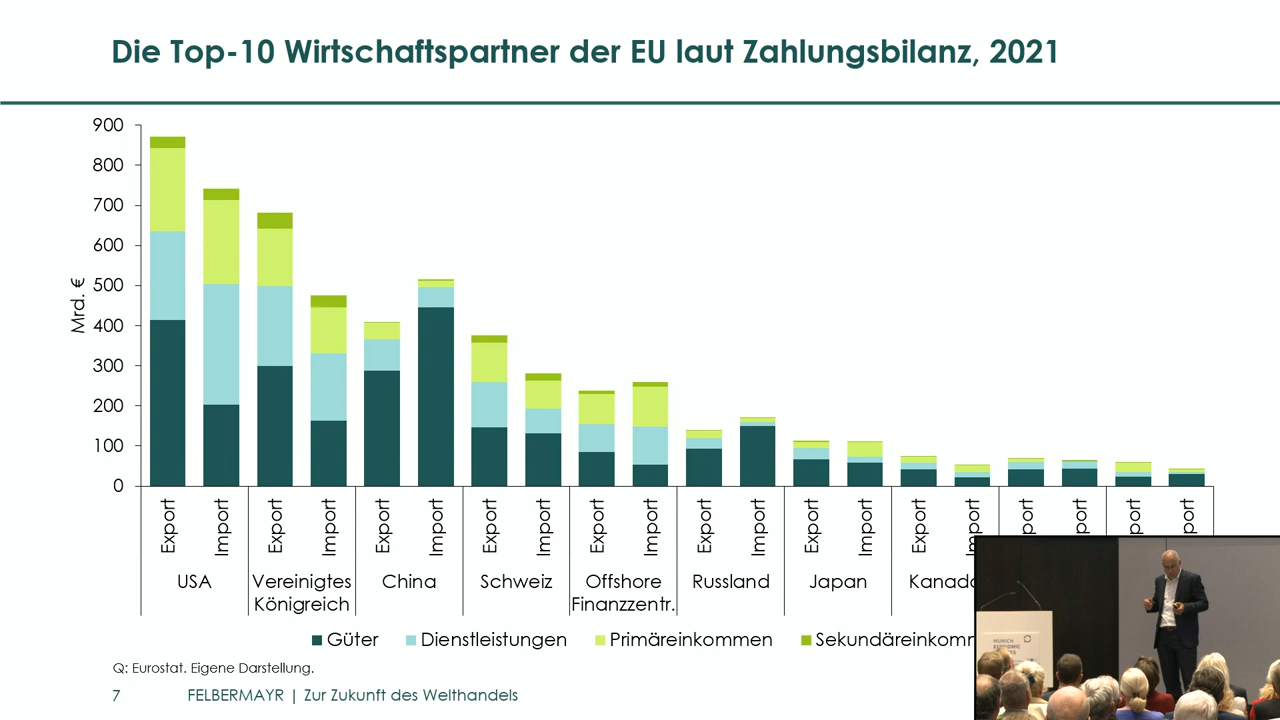 Die Top-10 Wirtschaftspartner der EU laut Zahlungsbilanz, 2021
Mrd. €
900
800
700
600
500
400
300
200
100
0
Export Import Export Import Export Import Export Import Export Import Export Import Export Import Export
USA Vereinigtes Königreich China Schweiz Offshore Finanzzentr. Russland Japan
Güter Dienstleistungen Primäreinkommen
Q: Eurostat. Eigene Darstellung.
7 FELBERMAYR | Zur Zukunft des Welthandels
MUNICH
ECONOMIC